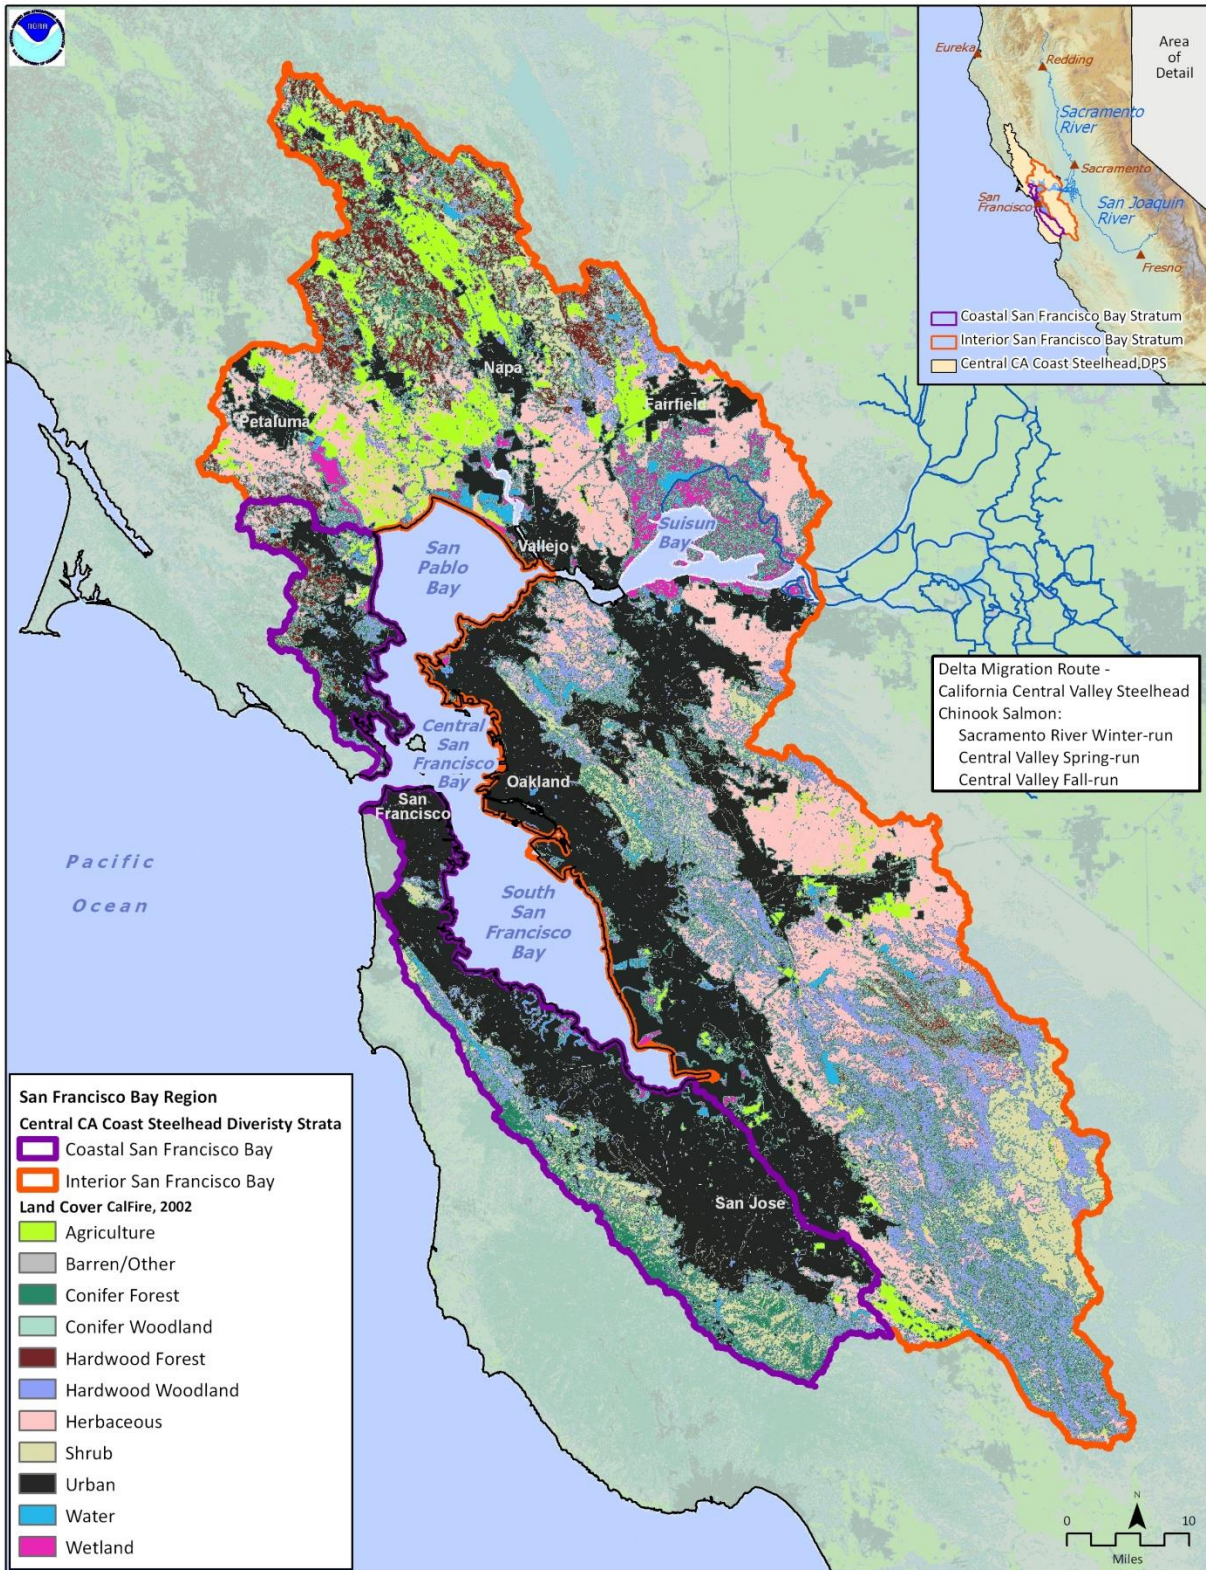 NOAA
Eureka
Redding
Area
of
Detail
Sacramento
River
Sacramento
San
Francisco
San Joaquin
River
Fresno
Coastal San Francisco Bay Stratum
Interior San Francisco Bay Stratum
Central CA Coast Steelhead DPS
Napa
Fairfield
Petaluma
Suisun
Bay
San
Pablo
Bay
Vallejo
Delta Migration Route -
California Central Valley Steelhead
Chinook Salmon:
Sacramento River Winter-run
Central Valley Spring-run
Central Valley Fall-run
Central
San
Francisco
Bay
Oakland
San
Francisco
Pacific
Ocean
South
San
Francisco
Bay
San Jose
San Francisco Bay Region
Central CA Coast Steelhead Diveristy Strata
Coastal San Francisco Bay
Interior San Francisco Bay
Land Cover CalFire, 2002
Agriculture
Barren/Other
Conifer Forest
Conifer Woodland
Hardwood Forest
Hardwood Woodland
Herbaceous
Shrub
Urban
Water
Wetland
N
0 10
Miles